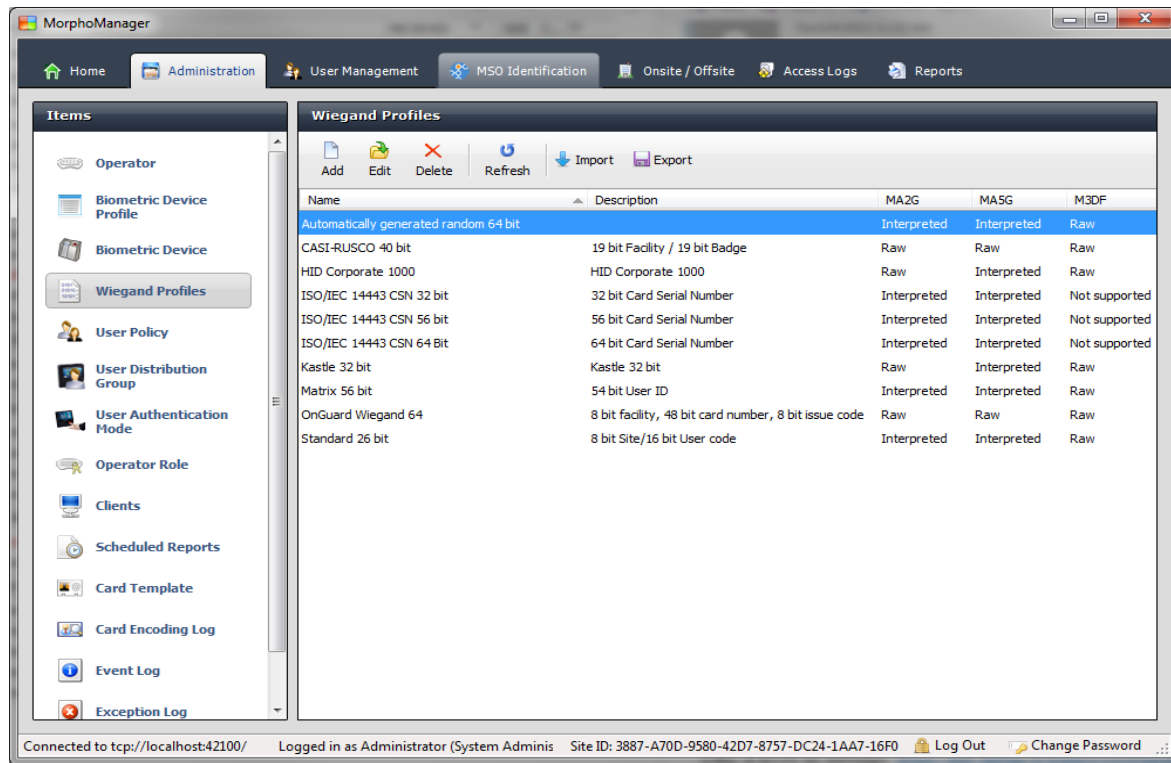 MorphoManager
Home Administration User Management MSO Identification Onsite / Offsite Access Logs Reports
Items
Operator
Biometric Device
Profile
Biometric Device
Wiegand Profiles
User Policy
User Distribution
Group
User Authentication
Mode
Operator Role
Clients
Scheduled Reports
Card Template
Card Encoding Log
Event Log
Exception Log
Wiegand Profiles
Add Edit Delete Refresh Import Export
Name Description MA2G MA5G M3DF
Automatically generated random 64 bit Interpreted Interpreted Raw
CASI-RUSCO 40 bit 19 bit Facility / 19 bit Badge Raw Raw Raw
HID Corporate 1000 HID Corporate 1000 Raw Interpreted Raw
ISO/IEC 14443 CSN 32 bit 32 bit Card Serial Number Interpreted Interpreted Not supported
ISO/IEC 14443 CSN 56 bit 56 bit Card Serial Number Interpreted Interpreted Not supported
ISO/IEC 14443 CSN 64 Bit 64 bit Card Serial Number Interpreted Interpreted Not supported
Kastle 32 bit Kastle 32 bit Raw Interpreted Raw
Matrix 56 bit 54 bit User ID Interpreted Interpreted Raw
OnGuard Wiegand 64 8 bit facility, 48 bit card number, 8 bit issue code Raw Raw Raw
Standard 26 bit 8 bit Site/16 bit User code Interpreted Interpreted Raw
Connected to tcp://localhost:42100/ Logged in as Administrator (System Adminis Site ID: 3887-A70D-9580-42D7-8757-DC24-1AA7-16F0 Log Out Change Password